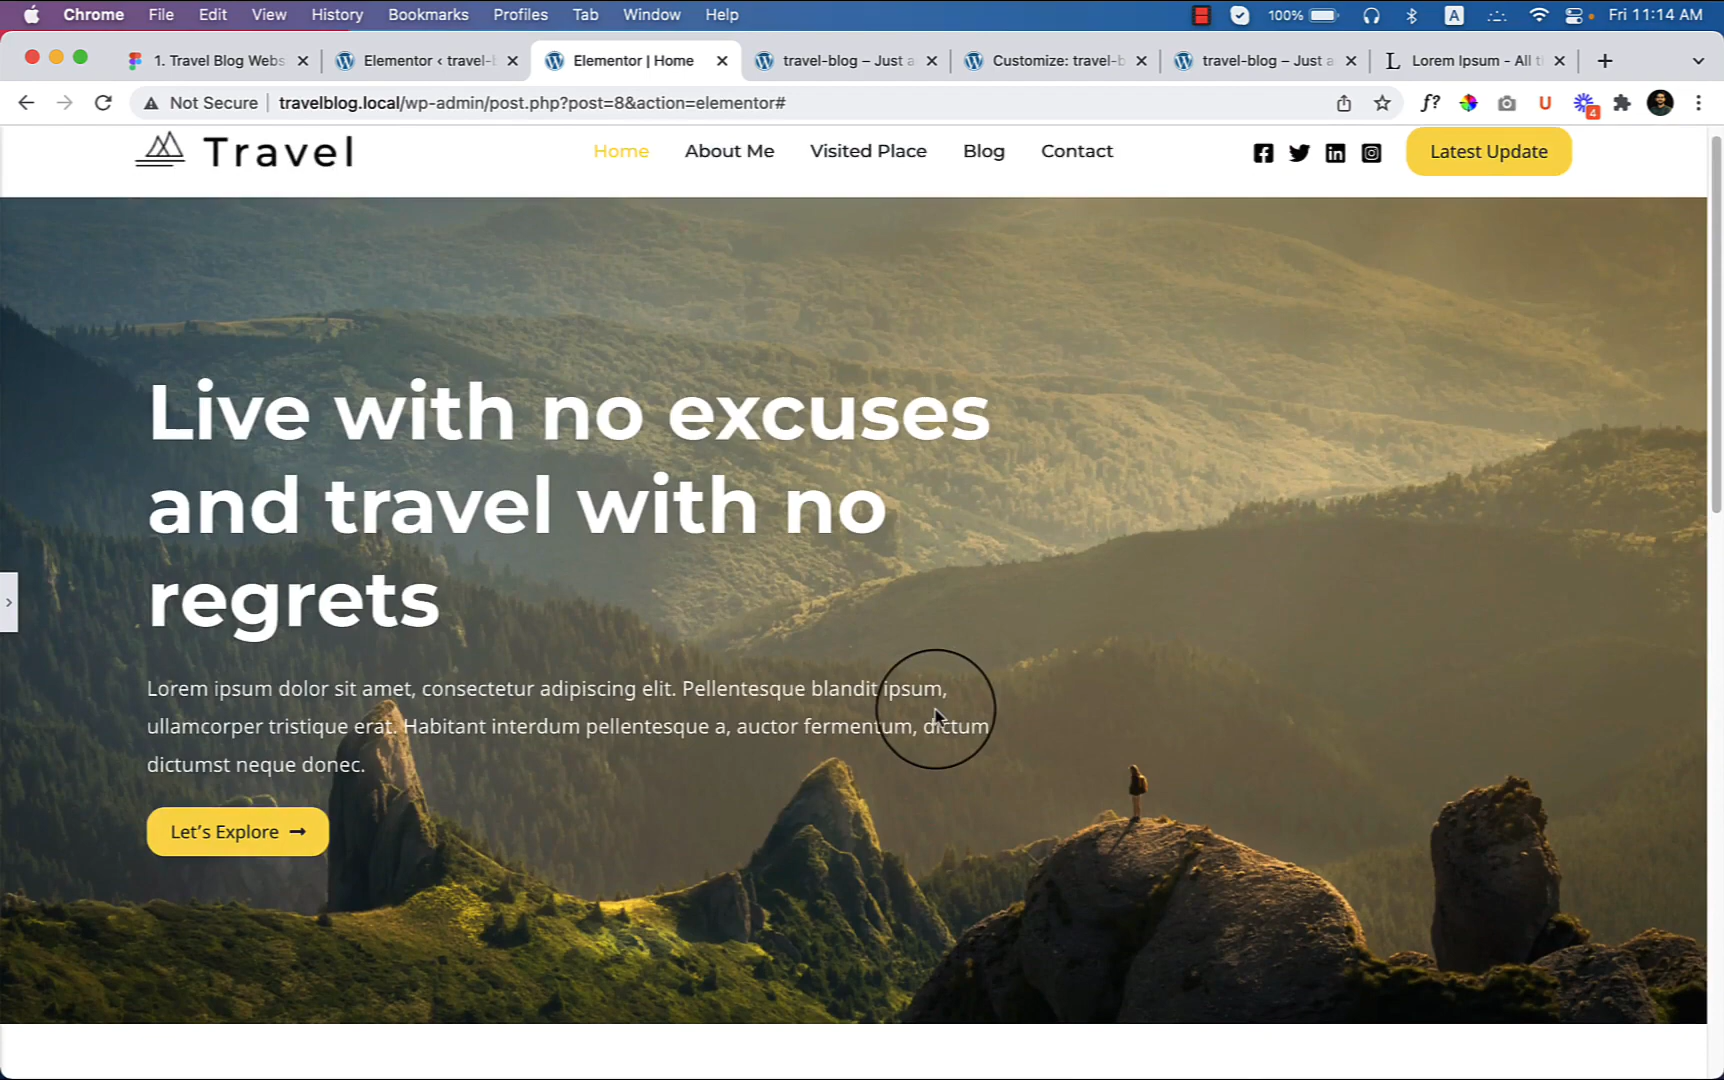 Chrome File Edit View History Bookmarks Profiles Tab Window Help 100% A Fri 11:14 AM
1. Travel Blog Webs Elementor ‹ travel-b Elementor | Home travel-blog – Just a Customize: travel-b travel-blog – Just a L Lorem Ipsum - All t
Not Secure travelblog.local/wp-admin/post.php?post=8&action=elementor# f? U 4
Travel Home About Me Visited Place Blog Contact Latest Update
Live with no excuses
and travel with no
regrets
Lorem ipsum dolor sit amet, consectetur adipiscing elit. Pellentesque blandit ipsum,
ullamcorper tristique erat. Habitant interdum pellentesque a, auctor fermentum, dictum
dictumst neque donec.
Let's Explore